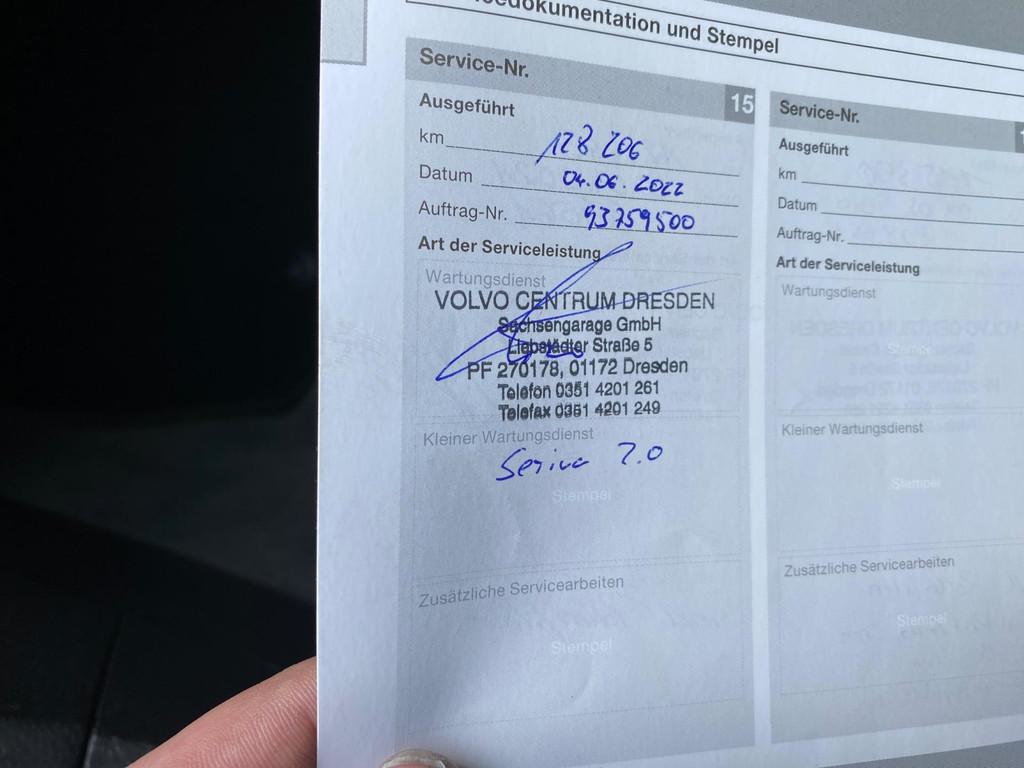 dokumentation und Stempel
Service-Nr. 15
Ausgeführt
km 128 206
Datum 04.06.2022
Auftrag-Nr. 93759500
Art der Serviceleistung
Wartungsdienst
VOLVO CENTRUM DRESDEN
Sachsengarage GmbH
Liebstädter Straße 5
PF 270178, 01172 Dresden
Telefon 0351 4201 261
Telefax 0351 4201 249
Kleiner Wartungsdienst
2.0
Stempel
Zusätzliche Servicearbeiten
Stempel
Service-Nr.
Ausgeführt
km
Datum
Auftrag-Nr.
Art der Serviceleistung
Wartungsdienst
Stempel
Kleiner Wartungsdienst
Stempel
Zusätzliche Servicearbeiten
Stempel